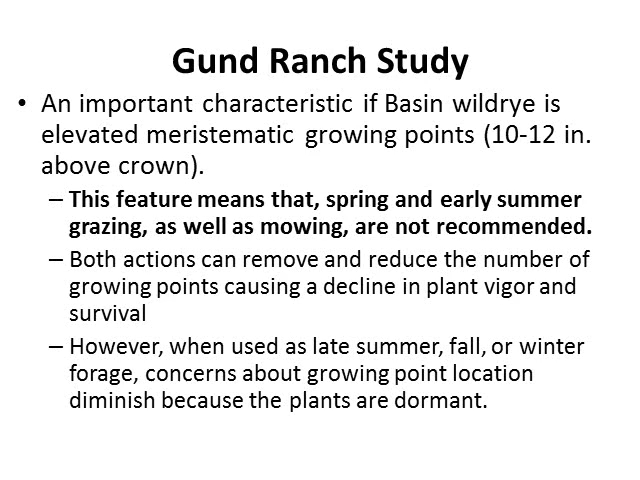 Gund Ranch Study
• An important characteristic if Basin wildrye is
elevated meristematic growing points (10-12 in.
above crown).
– This feature means that, spring and early summer
grazing, as well as mowing, are not recommended.
– Both actions can remove and reduce the number of
growing points causing a decline in plant vigor and
survival
– However, when used as late summer, fall, or winter
forage, concerns about growing point location
diminish because the plants are dormant.